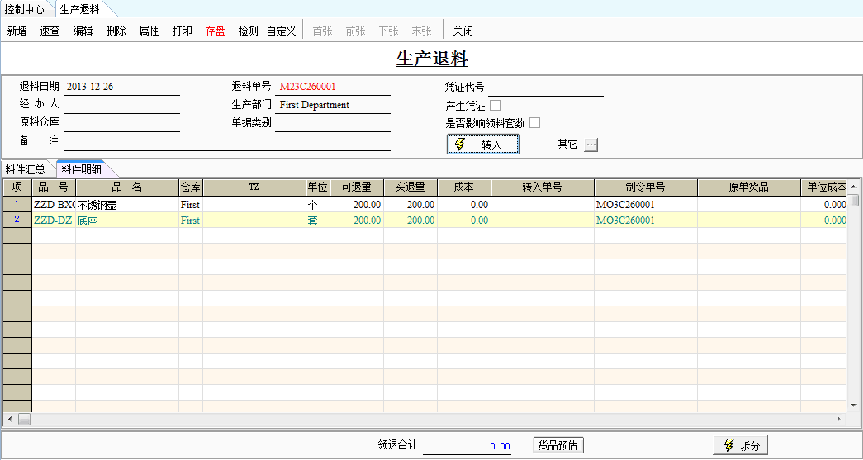 控制中心 生产退料
新增 速查 编辑 删除 属性 打印 存盘 检测 自定义 首张 前张 下张 末张 关闭
生产退料
退料日期 2013-12-26 退料单号 M23C260001 凭证代号
经 办 人 生产部门 First Department 产生凭证
原料仓库 单据类别 是否影响领料套数
备 注 转入 其它 ...
料件汇总 料件明细
项 品 号 品 名 仓库 TZ 单位 可退量 实退量 成本 转入单号 制令单号 原单货品 单位成本
1 ZZD-BX 不锈钢壶 First 个 200.00 200.00 0.00 MO3C260001 0.000
2 ZZD-DZ 底座 First 套 200.00 200.00 0.00 MO3C260001 0.000
领退合计 0.00 货品预估 拆分